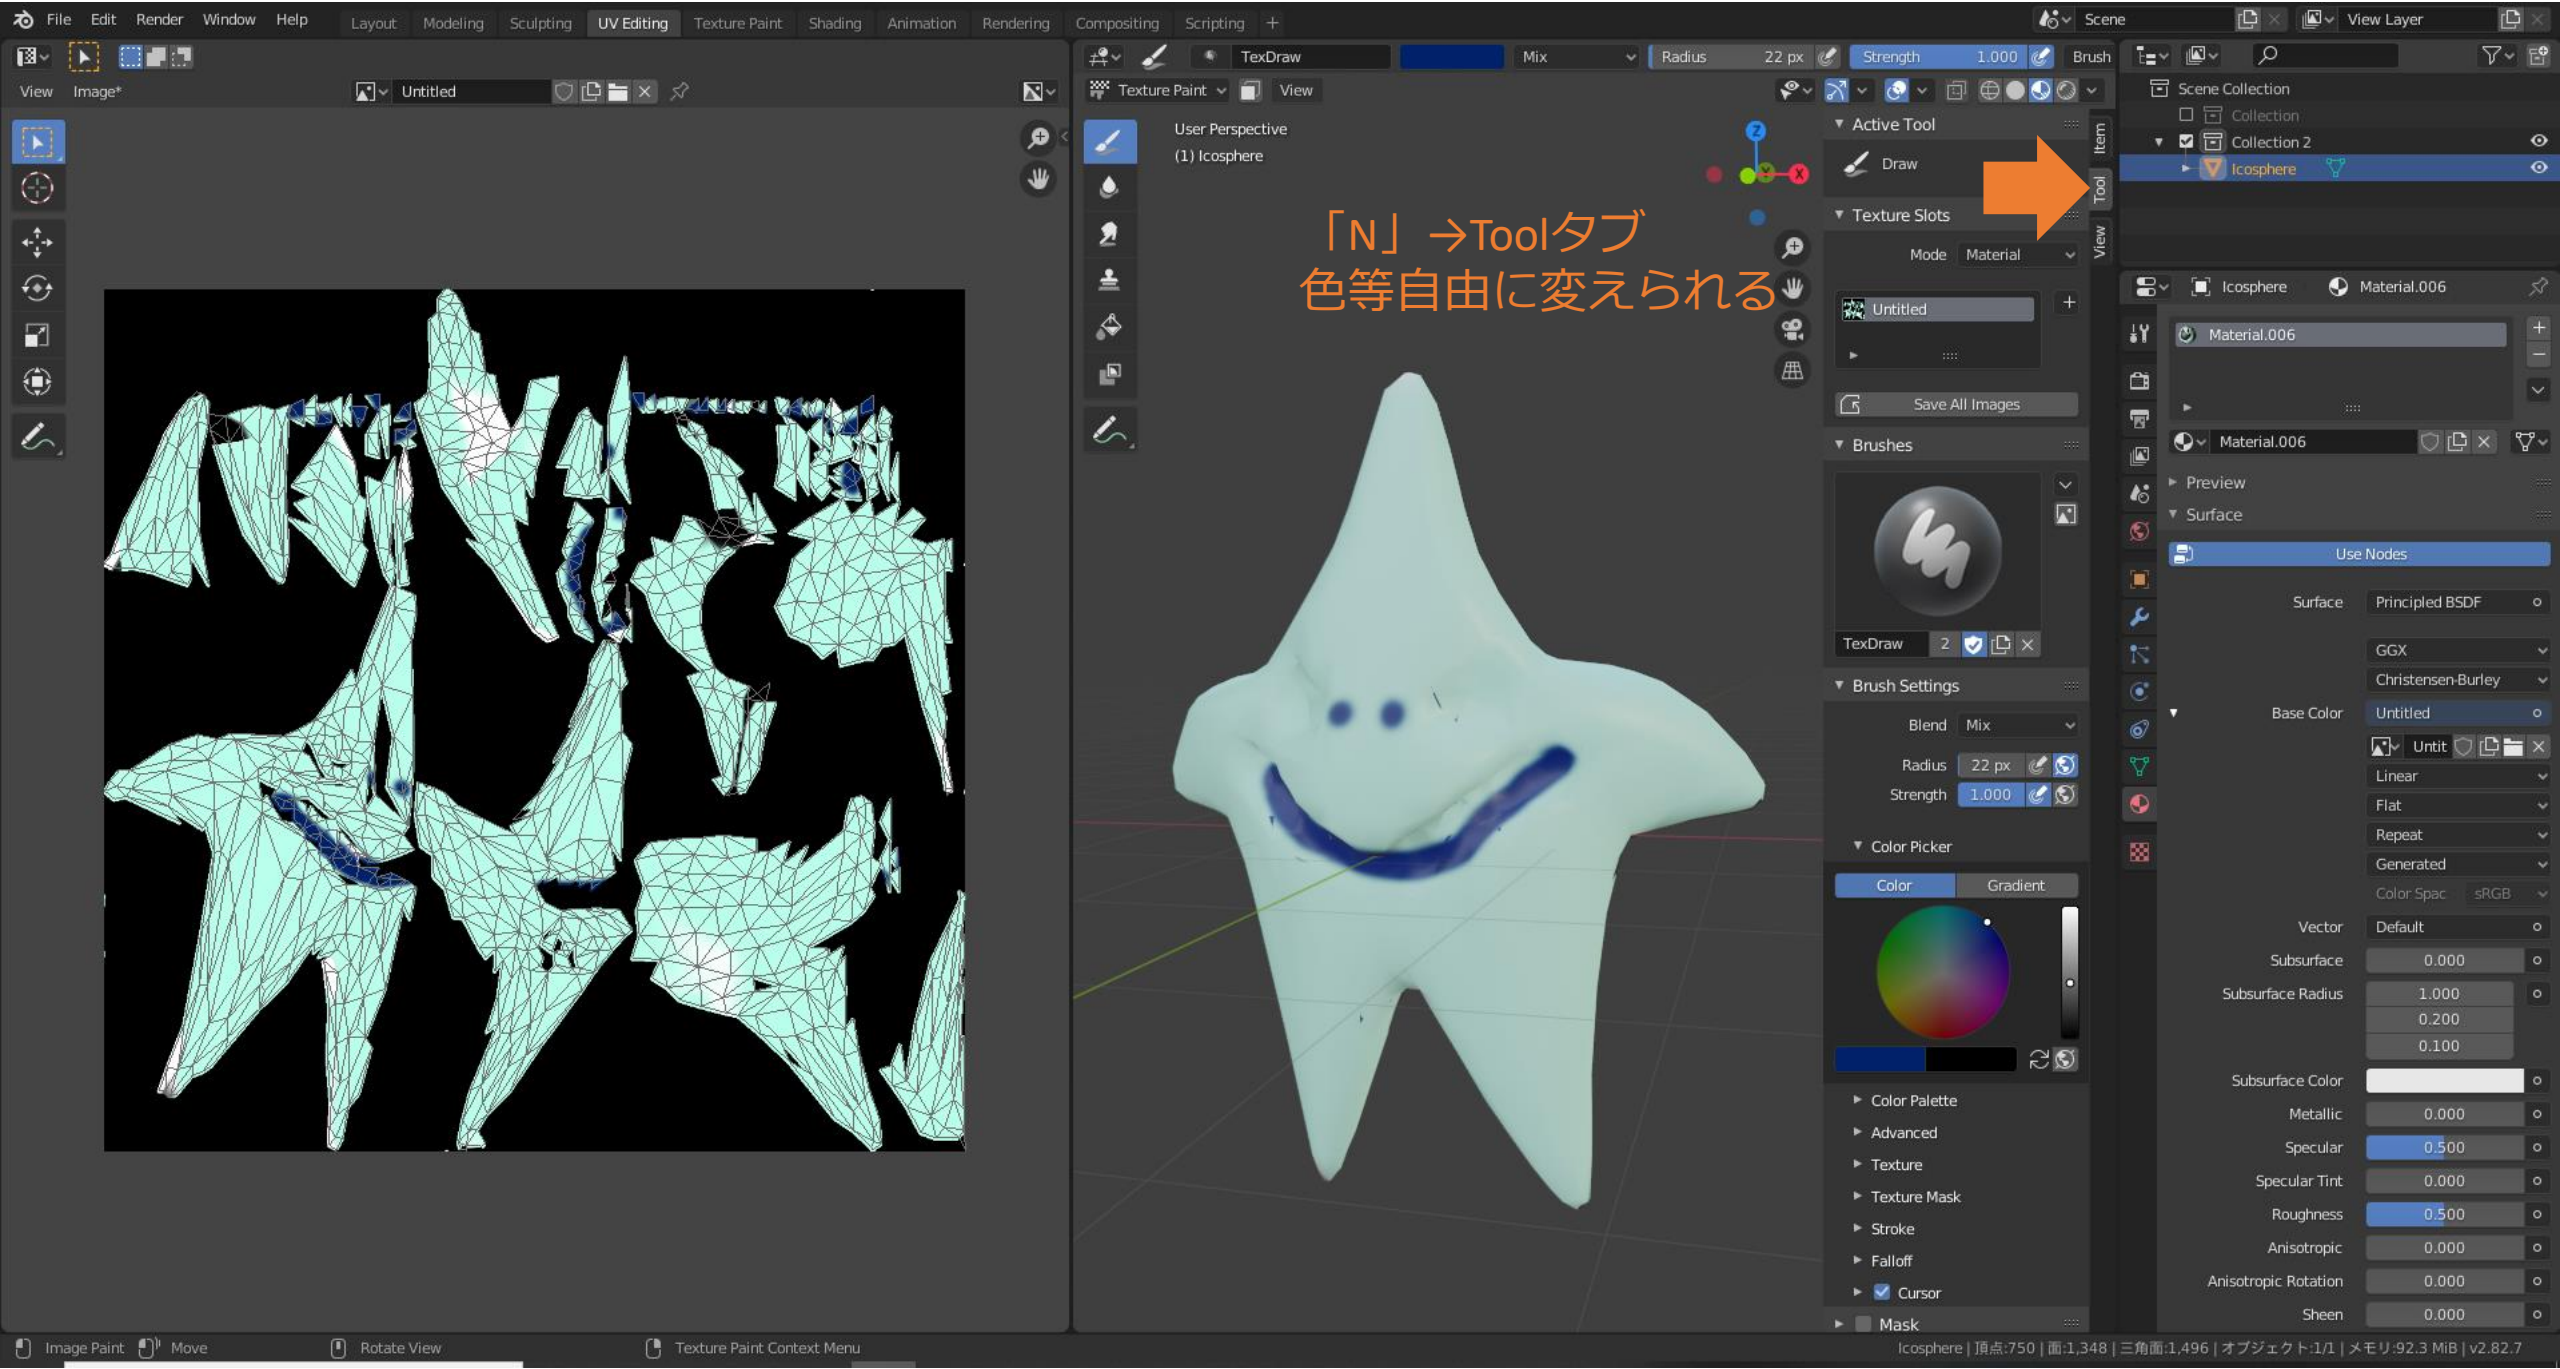 File Edit Render Window Help Layout Modeling Sculpting UV Editing Texture Paint Shading Animation Rendering Compositing Scripting + Scene View Layer
TexDraw Mix Radius 22 px Strength 1.000 Brush
View Image* Untitled
Texture Paint View
User Perspective
(1) Icosphere
「N」→Toolタブ
色等自由に変えられる
Active Tool
Draw
Texture Slots
Mode Material
Untitled
Save All Images
Brushes
TexDraw 2
Brush Settings
Blend Mix
Radius 22 px
Strength 1.000
Color Picker
Color Gradient
Color Palette
Advanced
Texture
Texture Mask
Stroke
Falloff
Cursor
Mask
Item
Tool
View
Z
Y
X
Scene Collection
Collection
Collection 2
Icosphere
Icosphere Material.006
Material.006
Material.006
Preview
Surface
Use Nodes
Surface Principled BSDF
GGX
Christensen-Burley
Base Color Untitled
Untit
Linear
Flat
Repeat
Generated
Color Spac sRGB
Vector Default
Subsurface 0.000
Subsurface Radius 1.000
0.200
0.100
Subsurface Color
Metallic 0.000
Specular 0.500
Specular Tint 0.000
Roughness 0.500
Anisotropic 0.000
Anisotropic Rotation 0.000
Sheen 0.000
Image Paint Move Rotate View Texture Paint Context Menu
Icosphere | 頂点:750 | 面:1,348 | 三角面:1,496 | オブジェクト:1/1 | メモリ:92.3 MiB | v2.82.7